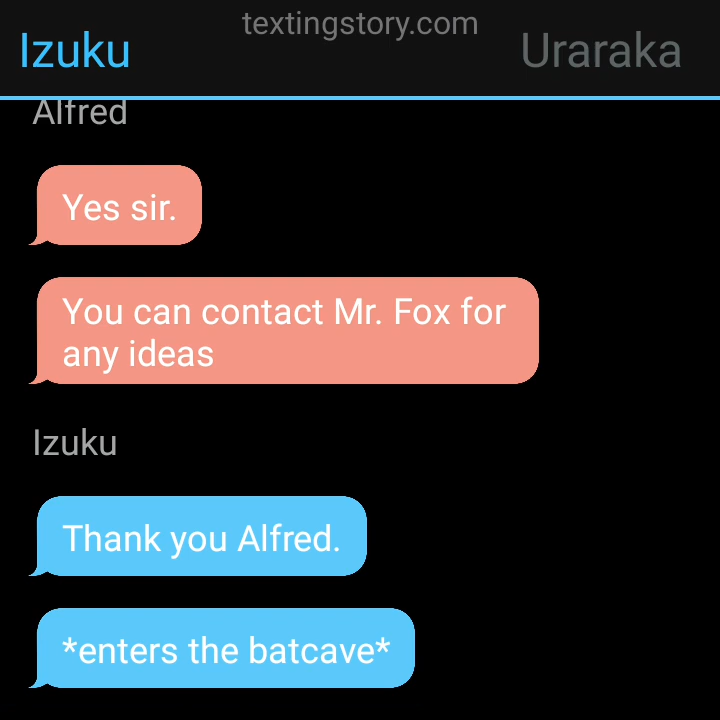 textingstory.com
Izuku
Uraraka
Alfred
Yes sir.
You can contact Mr. Fox for
any ideas
Izuku
Thank you Alfred.
*enters the batcave*